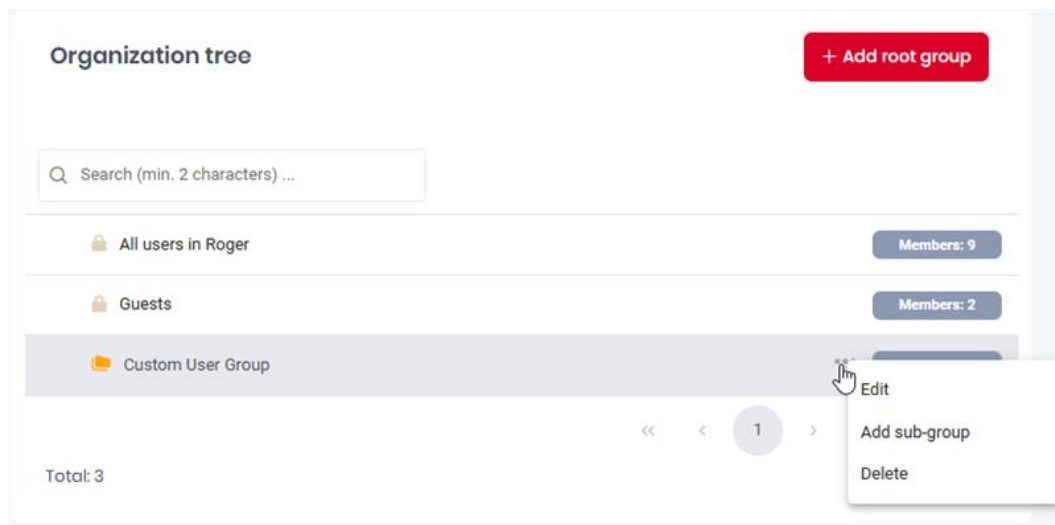 Organization tree
+ Add root group
Search (min. 2 characters) ...
All users in Roger
Members: 9
Guests
Members: 2
Custom User Group
Edit
« < 1 >
Add sub-group
Delete
Total: 3